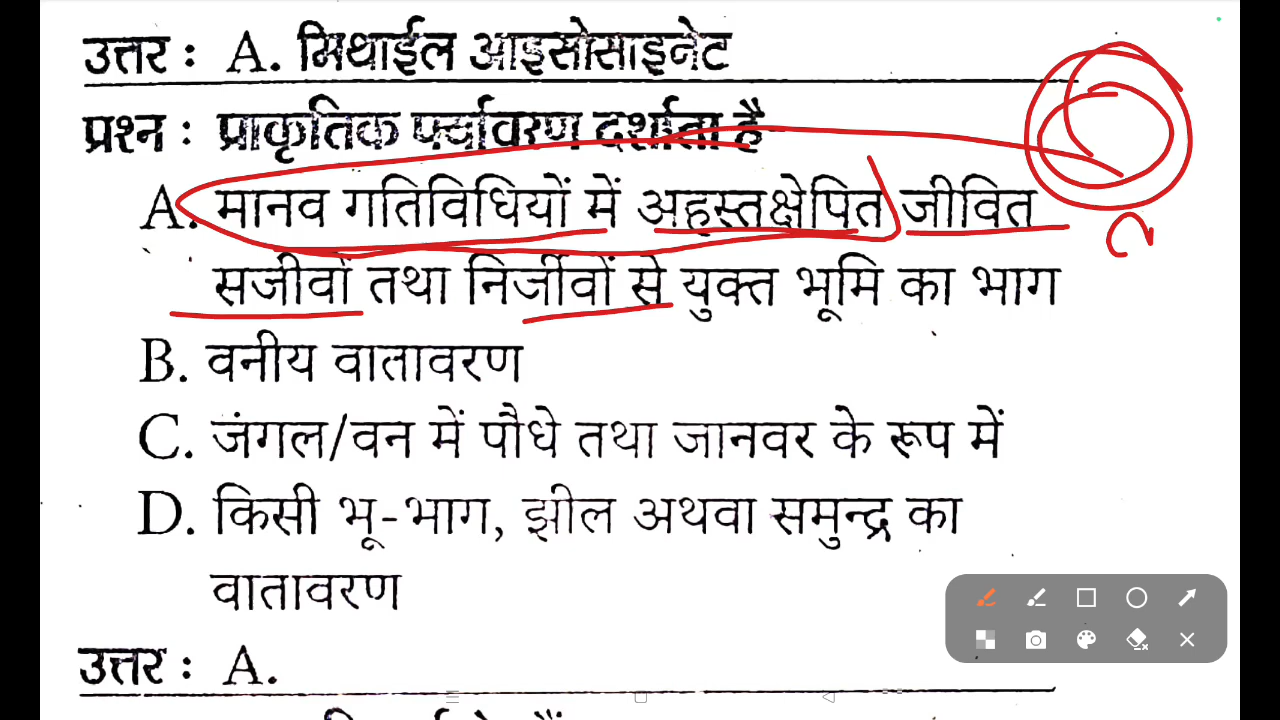 उत्तर : A. मिथाईल आइसोसाइनेट
प्रश्न : प्राकृतिक पर्यावरण दर्शाता है
A. मानव गतिविधियों में अहस्तक्षेपित जीवित
सजीवों तथा निर्जीवों से युक्त भूमि का भाग
B. वनीय वातावरण
C. जंगल/वन में पौधे तथा जानवर के रूप में
D. किसी भू-भाग, झील अथवा समुन्द्र का
वातावरण
उत्तर : A.